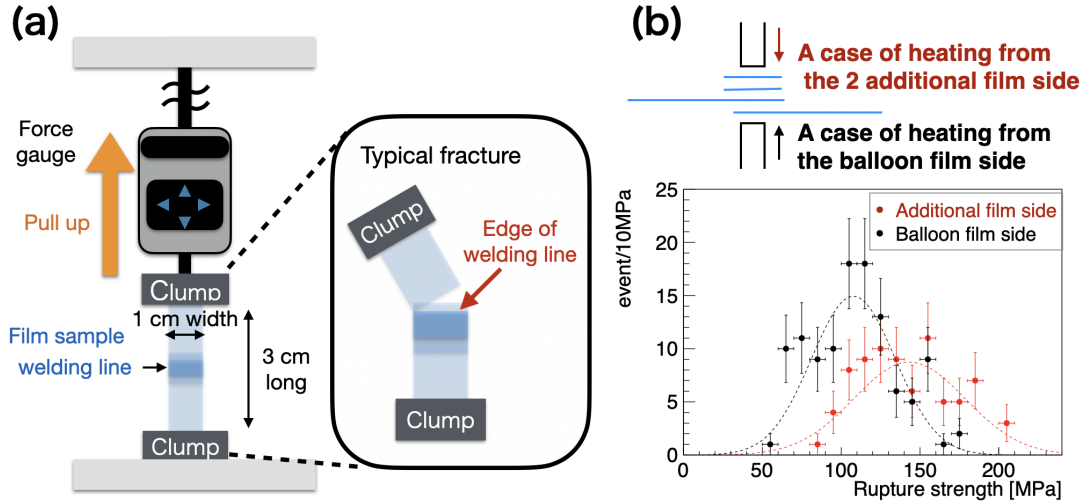 (a)
Force
gauge
Pull up
Clump
1 cm width
Film sample
welding line
3 cm
long
Clump
Typical fracture
Clump
Edge of
welding line
Clump
(b)
A case of heating from
the 2 additional film side
A case of heating from
the balloon film side
event/10MPa
25
20
15
10
5
0
Additional film side
Balloon film side
0
50
100
150
200
Rupture strength [MPa]